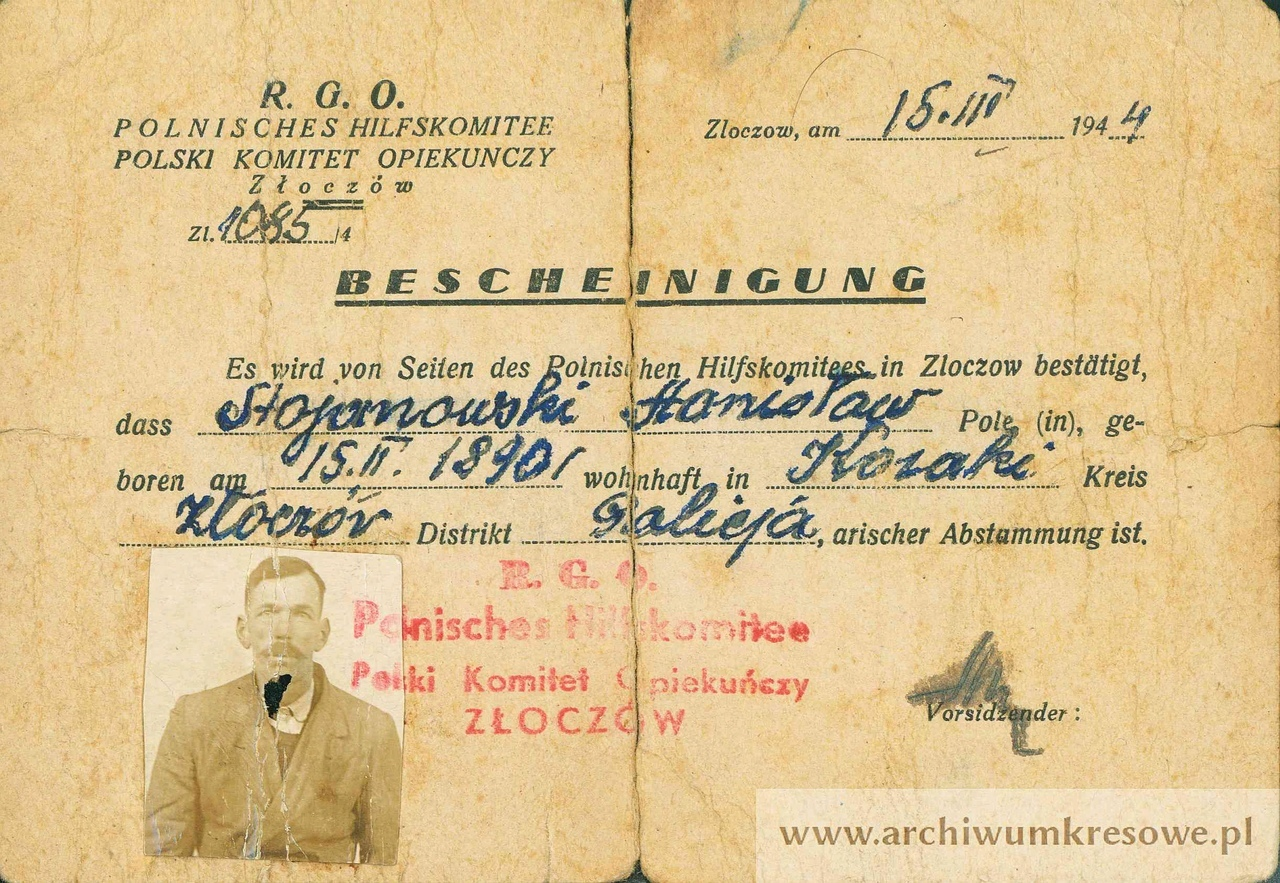 R. G. O.
POLNISCHES HILFSKOMITEE
POLSKI KOMITET OPIEKUNCZY
Złoczów
Zl. 1085/4
Zloczow, am 15.III 1944
BESCHEINIGUNG
Es wird von Seiten des Polnischen Hilfskomitees in Zloczow bestätigt,
dass Stojanowski Stanisław Pole (in), ge-
boren am 15.II. 1890r wohnhaft in Kozaki Kreis
Złoczów Distrikt Galicja, arischer Abstammung ist.
R. G. O.
Polnisches Hilfskomitee
Polski Komitet Opiekuńczy
ZŁOCZÓW
Vorsidzender :
www.archiwumkresowe.pl